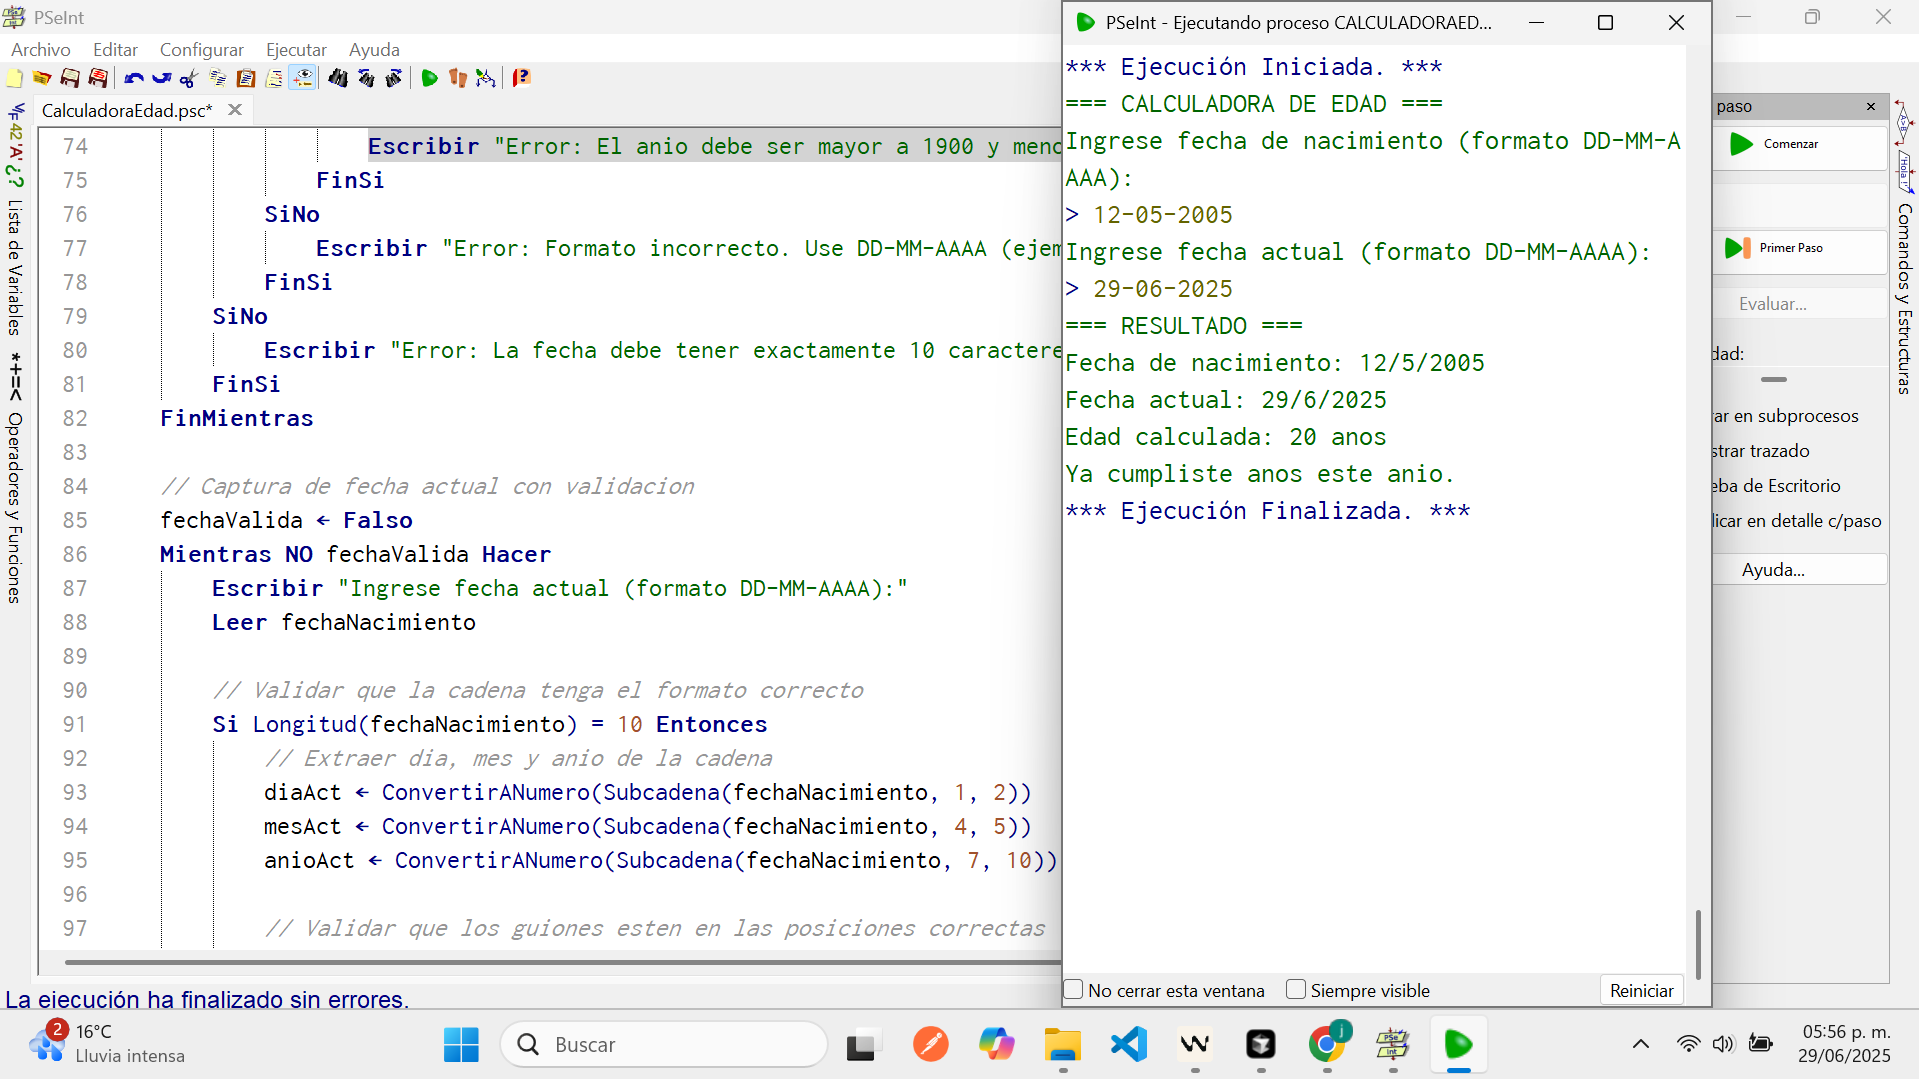 PSeInt
Archivo Editar Configurar Ejecutar Ayuda
CalculadoraEdad.psc*
Lista de Variables
Operadores y Funciones
74 Escribir "Error: El anio debe ser mayor a 1900 y meno
75 FinSi
76 SiNo
77 Escribir "Error: Formato incorrecto. Use DD-MM-AAAA (ejem
78 FinSi
79 SiNo
80 Escribir "Error: La fecha debe tener exactamente 10 caractere
81 FinSi
82 FinMientras
83
84 // Captura de fecha actual con validacion
85 fechaValida ← Falso
86 Mientras NO fechaValida Hacer
87 Escribir "Ingrese fecha actual (formato DD-MM-AAAA):"
88 Leer fechaNacimiento
89
90 // Validar que la cadena tenga el formato correcto
91 Si Longitud(fechaNacimiento) = 10 Entonces
92 // Extraer dia, mes y anio de la cadena
93 diaAct ← ConvertirANumero(Subcadena(fechaNacimiento, 1, 2))
94 mesAct ← ConvertirANumero(Subcadena(fechaNacimiento, 4, 5))
95 anioAct ← ConvertirANumero(Subcadena(fechaNacimiento, 7, 10))
96
97 // Validar que los guiones esten en las posiciones correctas
La ejecución ha finalizado sin errores.
PSeInt - Ejecutando proceso CALCULADORAED...
*** Ejecución Iniciada. ***
=== CALCULADORA DE EDAD ===
Ingrese fecha de nacimiento (formato DD-MM-A
AAA):
> 12-05-2005
Ingrese fecha actual (formato DD-MM-AAAA):
> 29-06-2025
=== RESULTADO ===
Fecha de nacimiento: 12/5/2005
Fecha actual: 29/6/2025
Edad calculada: 20 anos
Ya cumpliste anos este anio.
*** Ejecución Finalizada. ***
No cerrar esta ventana Siempre visible Reiniciar
paso
Comenzar
Primer Paso
Evaluar...
dad:
ar en subprocesos
strar trazado
eba de Escritorio
licar en detalle c/paso
Ayuda...
Comandos y Estructuras
2
16°C
Lluvia intensa
Buscar
05:56 p. m.
29/06/2025